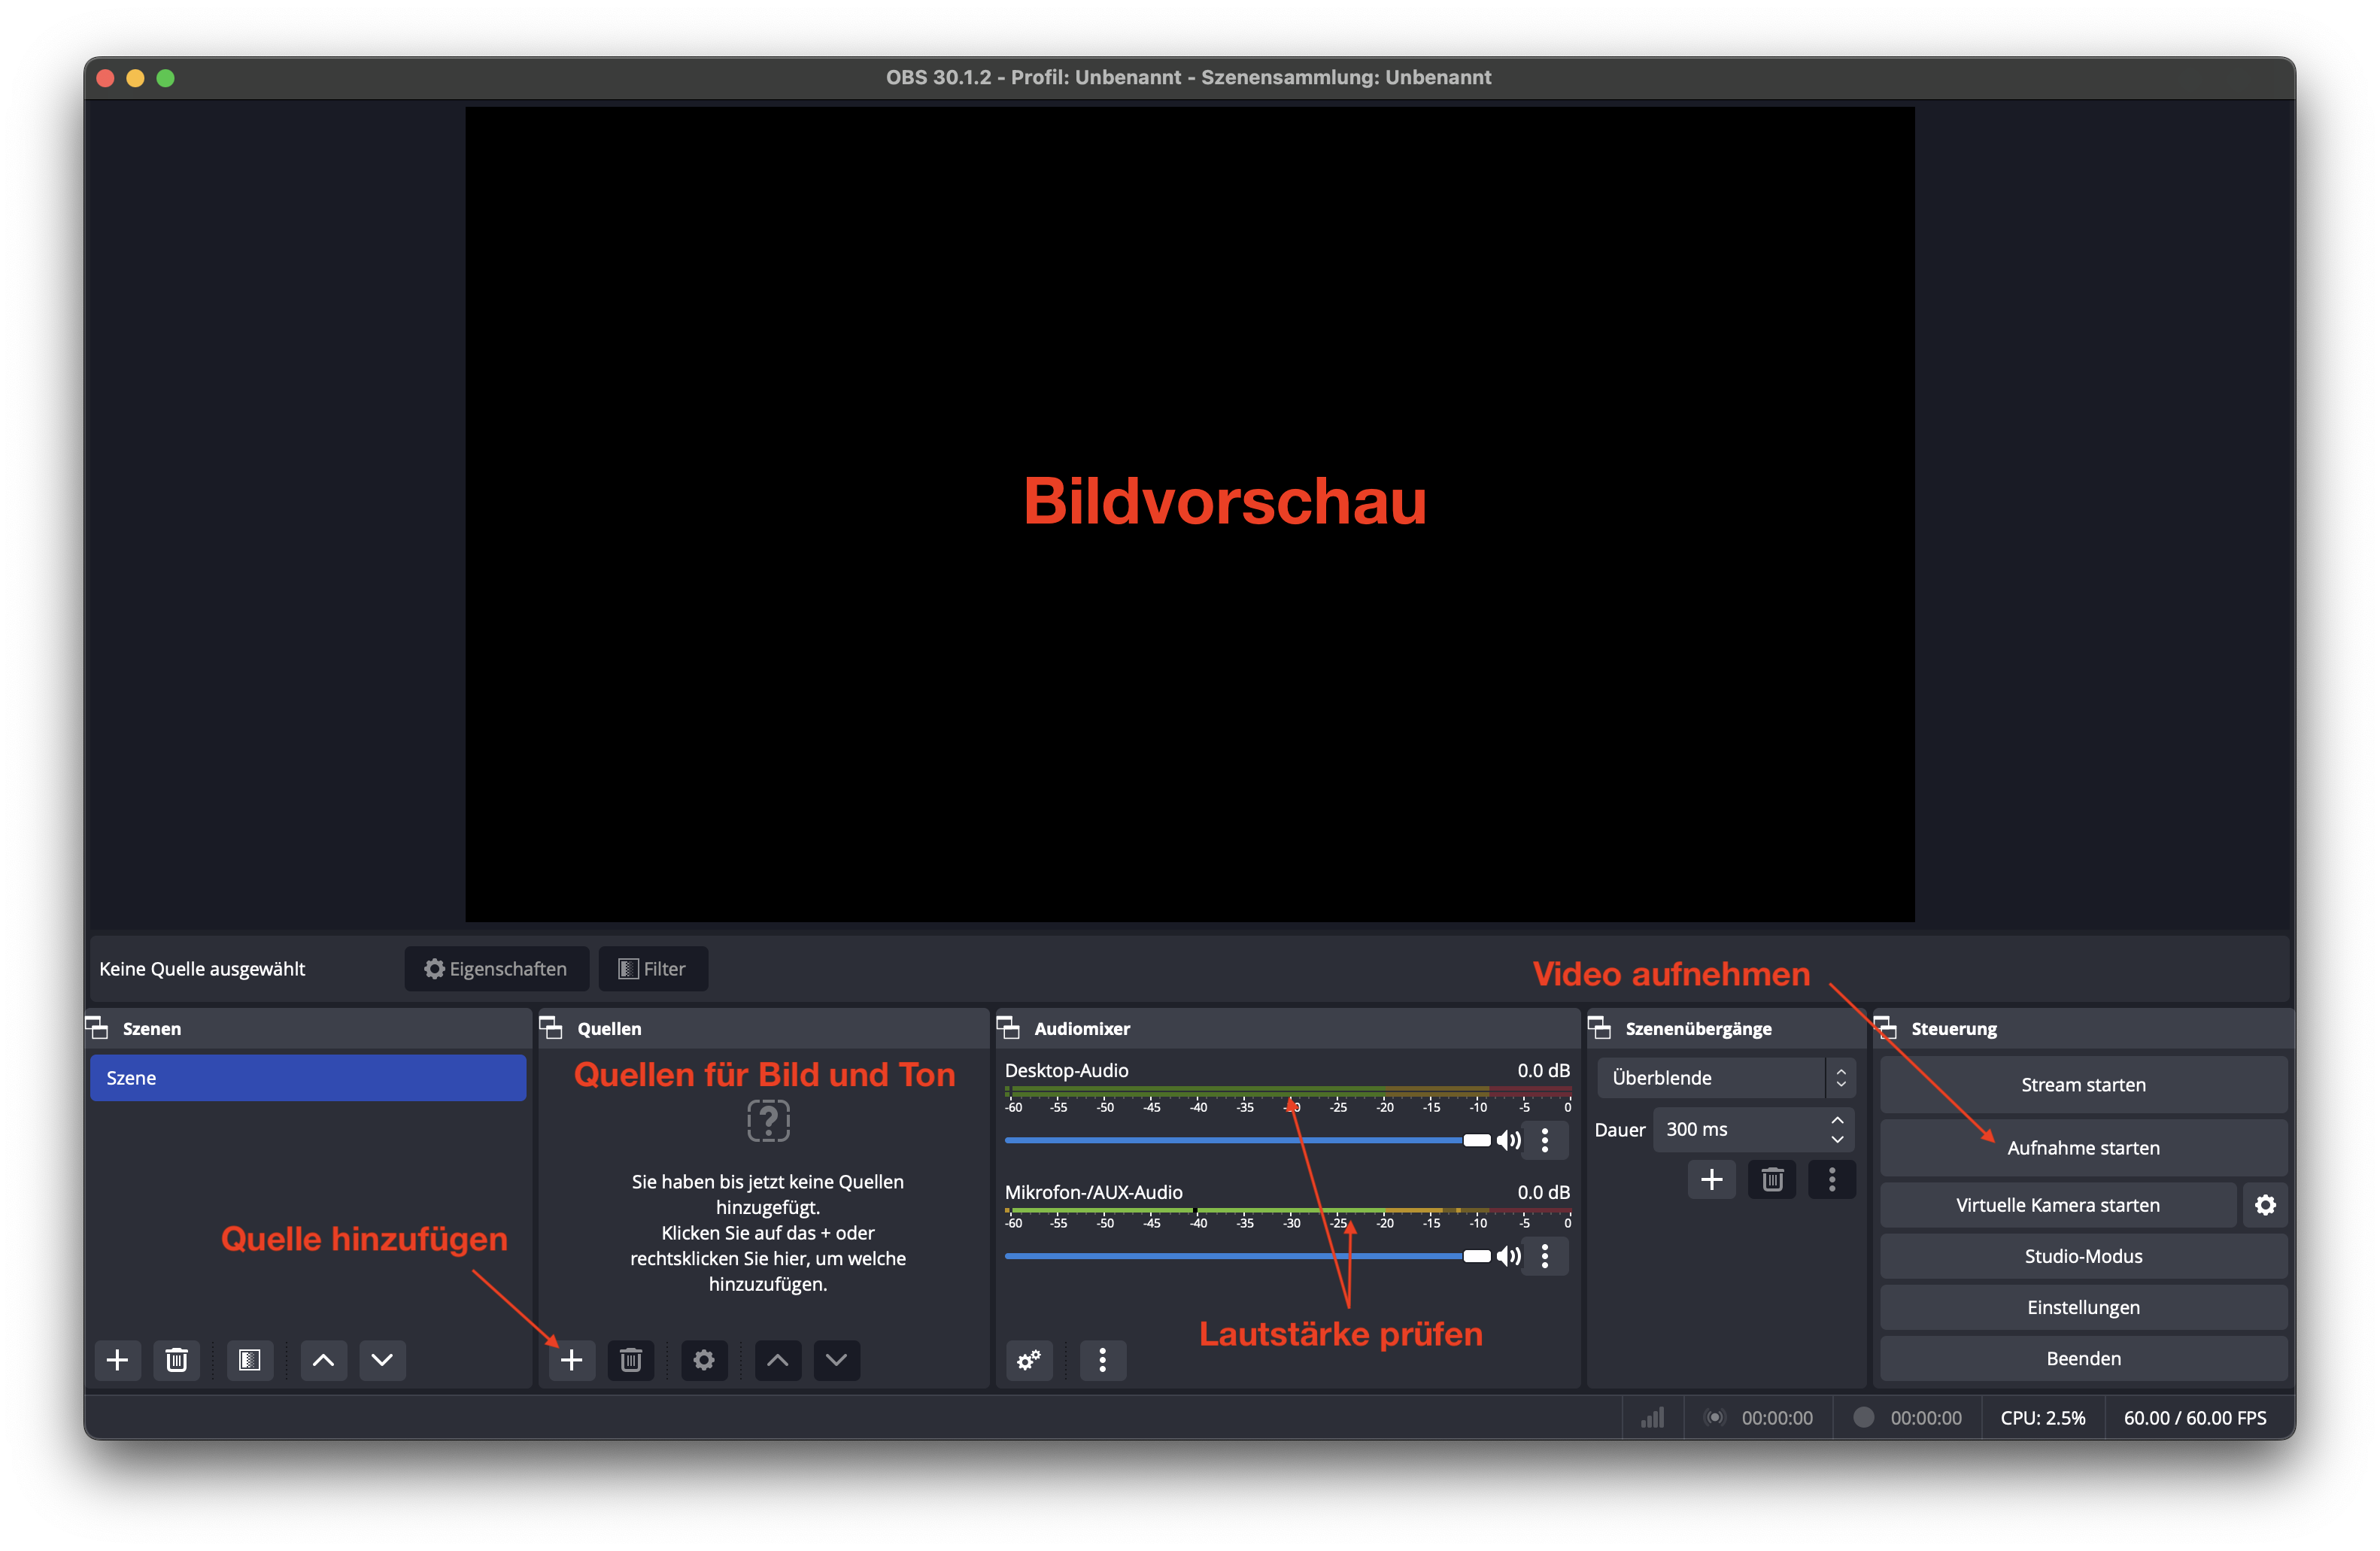 OBS 30.1.2 - Profil: Unbenannt - Szenensammlung: Unbenannt
Bildvorschau
Keine Quelle ausgewählt
Eigenschaften
Filter
Video aufnehmen
Szenen
Szene
Quelle hinzufügen
Quellen
Quellen für Bild und Ton
Sie haben bis jetzt keine Quellen
hinzugefügt.
Klicken Sie auf das + oder
rechtsklicken Sie hier, um welche
hinzuzufügen.
Audiomixer
Desktop-Audio 0.0 dB
-60 -55 -50 -45 -40 -35 -30 -25 -20 -15 -10 -5 0
Mikrofon-/AUX-Audio 0.0 dB
-60 -55 -50 -45 -40 -35 -30 -25 -20 -15 -10 -5 0
Lautstärke prüfen
Szenenübergänge
Überblende
Dauer 300 ms
Steuerung
Stream starten
Aufnahme starten
Virtuelle Kamera starten
Studio-Modus
Einstellungen
Beenden
00:00:00 00:00:00 CPU: 2.5% 60.00 / 60.00 FPS